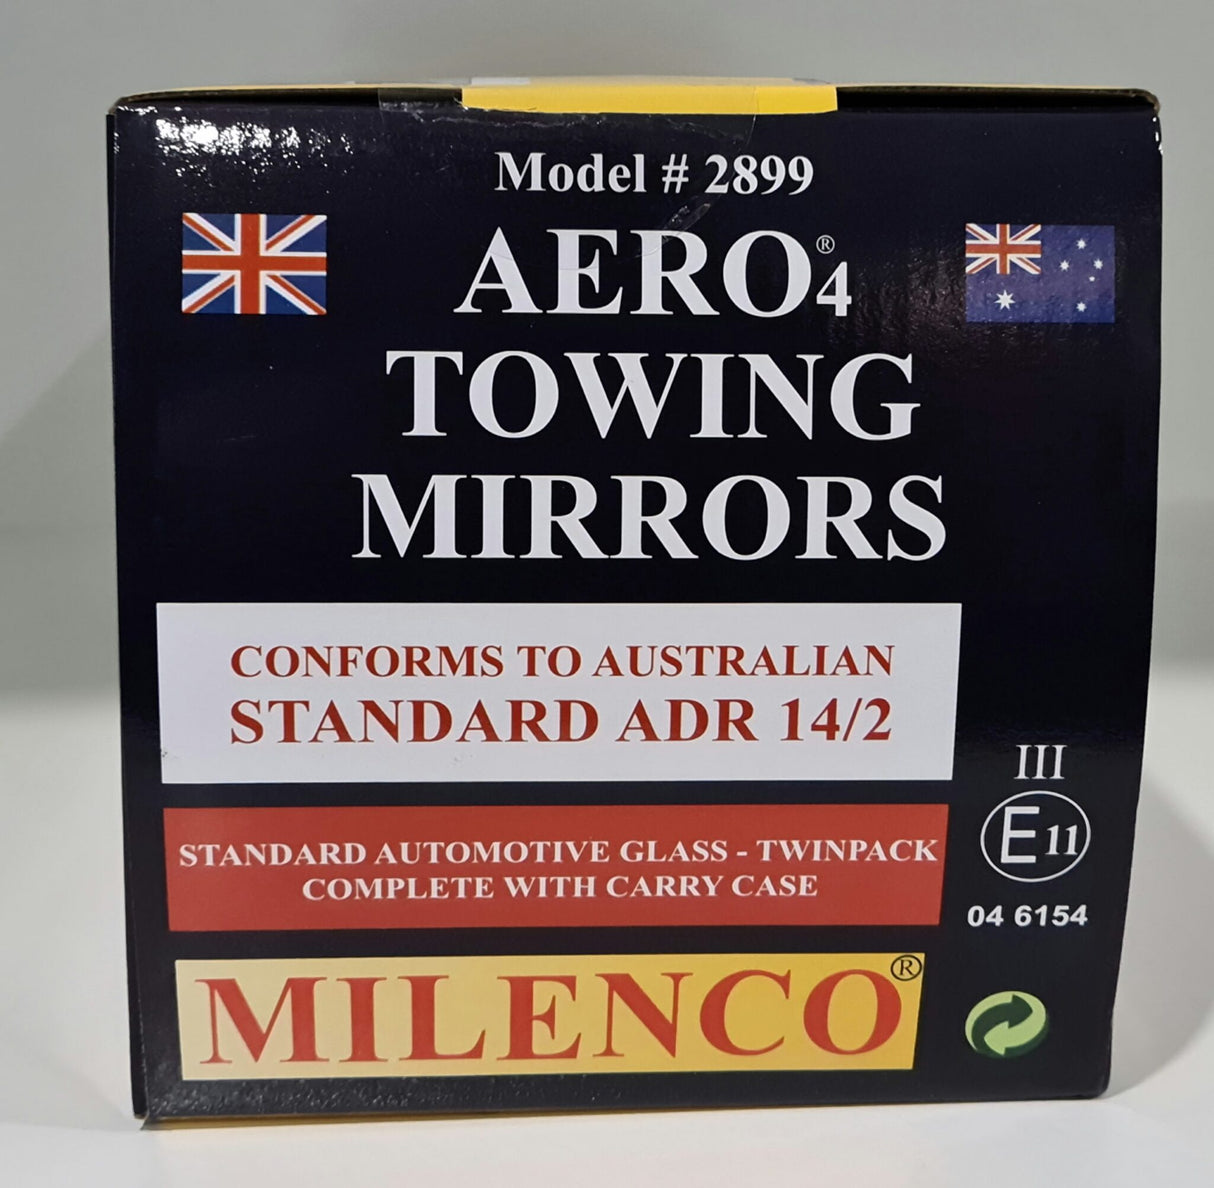 Model # 2899
AERO®4
TOWING
MIRRORS
CONFORMS TO AUSTRALIAN
STANDARD ADR 14/2
III
E11
04 6154
STANDARD AUTOMOTIVE GLASS - TWINPACK
COMPLETE WITH CARRY CASE
MILENCO®